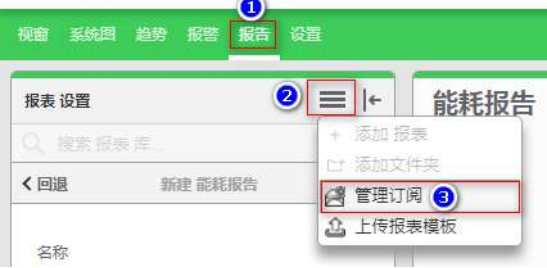 1
视窗 系统图 趋势 报警 报告 设置
报表 设置 2
能耗报告
搜索 报表 库...
+ 添加 报表
添加文件夹
回退 新建 能耗报告
管理订阅 3
上传报表模板
名称